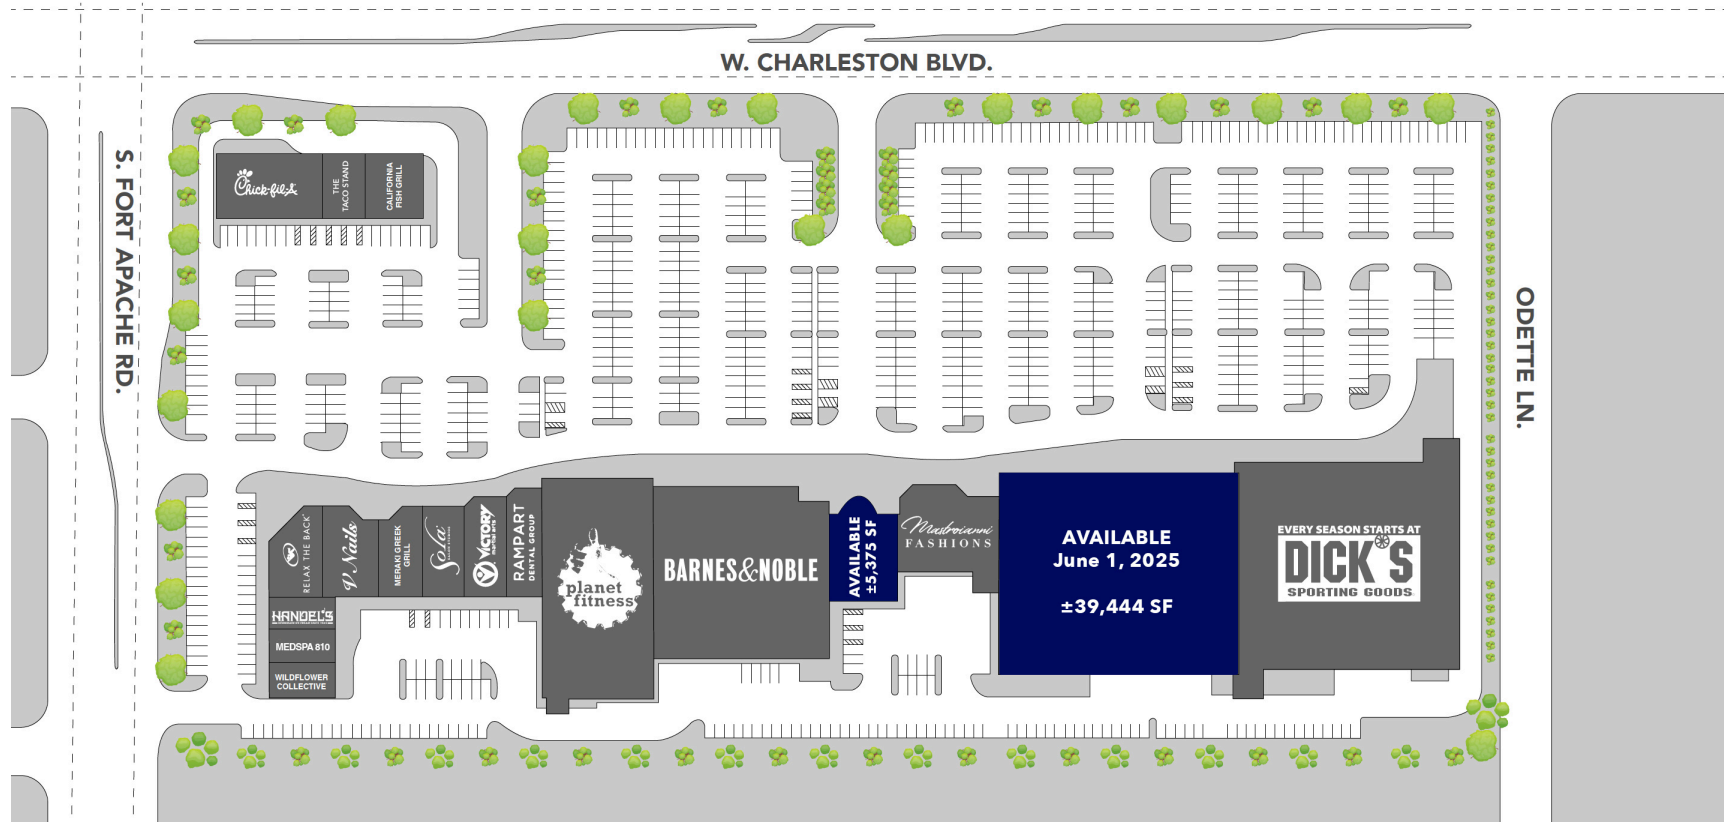 W. CHARLESTON BLVD.
S. FORT APACHE RD.
ODETTE LN.
Chick-fil-A
THE
TACO STAND
CALIFORNIA
FISH GRILL
RELAX THE BACK
V Nails
MERAKI GREEK
GRILL
Sola
VICTORY
martial arts
RAMPART
DENTAL GROUP
HANDEL'S
MEDSPA 810
WILDFLOWER
COLLECTIVE
planet
fitness
BARNES&NOBLE
AVAILABLE
±5,375 SF
Mastroianni
FASHIONS
AVAILABLE
June 1, 2025
±39,444 SF
EVERY SEASON STARTS AT
DICK'S
SPORTING GOODS